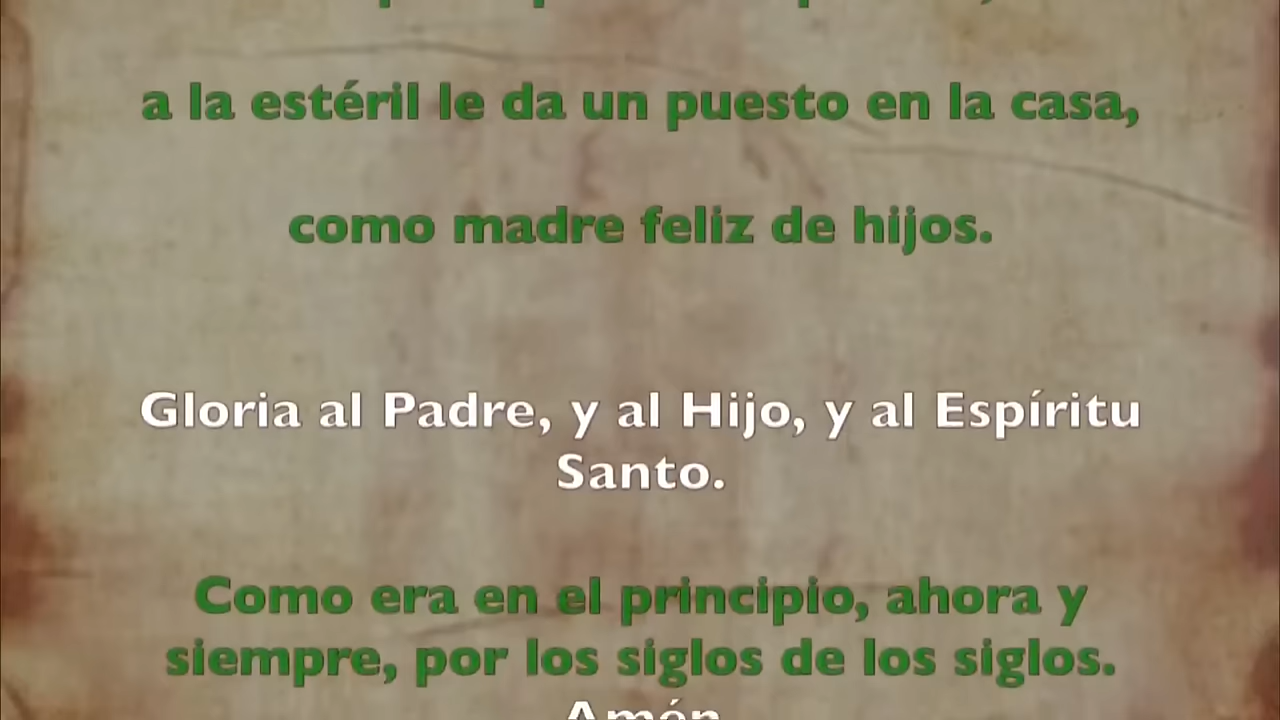 a la estéril le da un puesto en la casa,
como madre feliz de hijos.
Gloria al Padre, y al Hijo, y al Espíritu
Santo.
Como era en el principio, ahora y
siempre, por los siglos de los siglos.
Amén